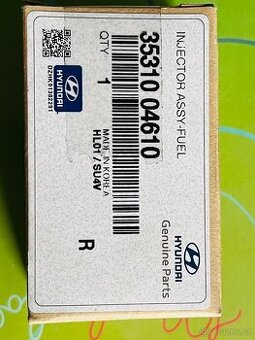 HYUNDAI
Genuine Parts
INJECTOR ASSY-FUEL
35310 04610
QTY 1
MADE IN KOREA
HL01 / SU4V
R
HYUNDAI